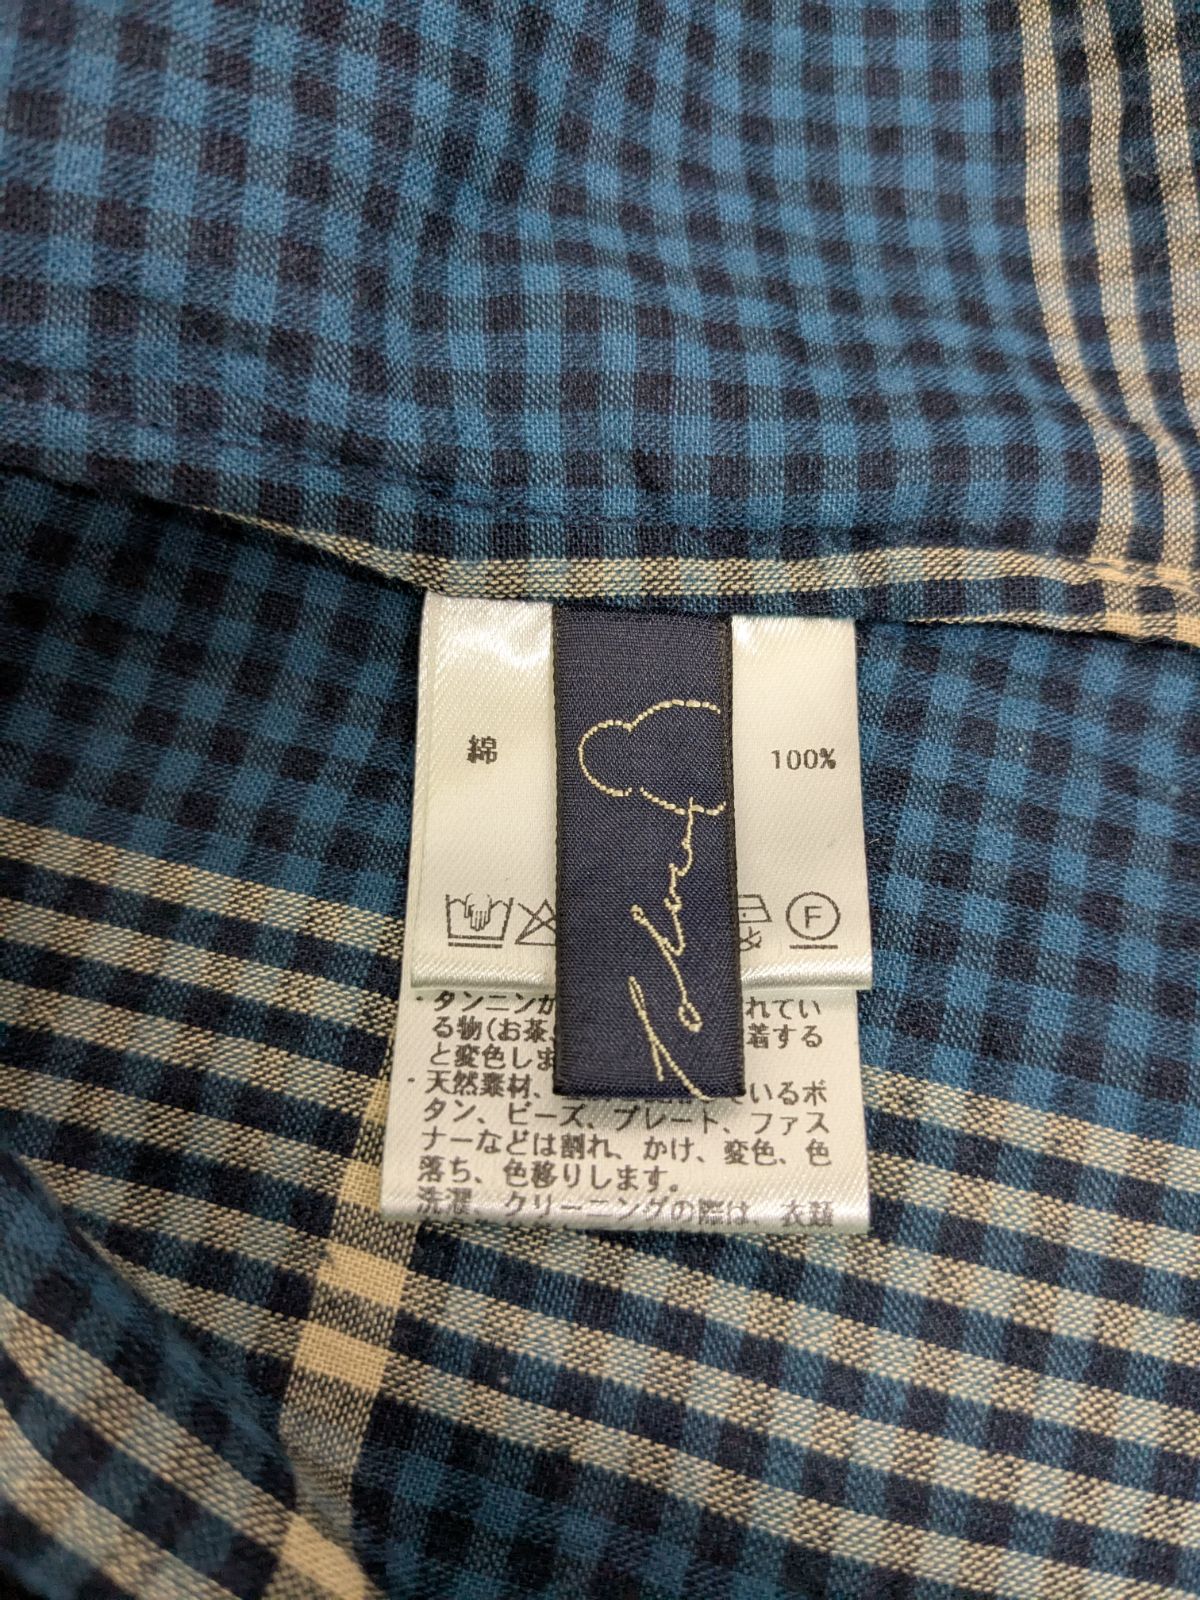 綿 100%
F
・タンニンが れてい
る物(お茶 着する
と変色しま
・天然素材、 ているボ
タン、ビーズ、プレート、ファス
ナーなどは割れ、かけ、変色、色
落ち、色移りします。
洗濯、クリーニングの際は、衣類